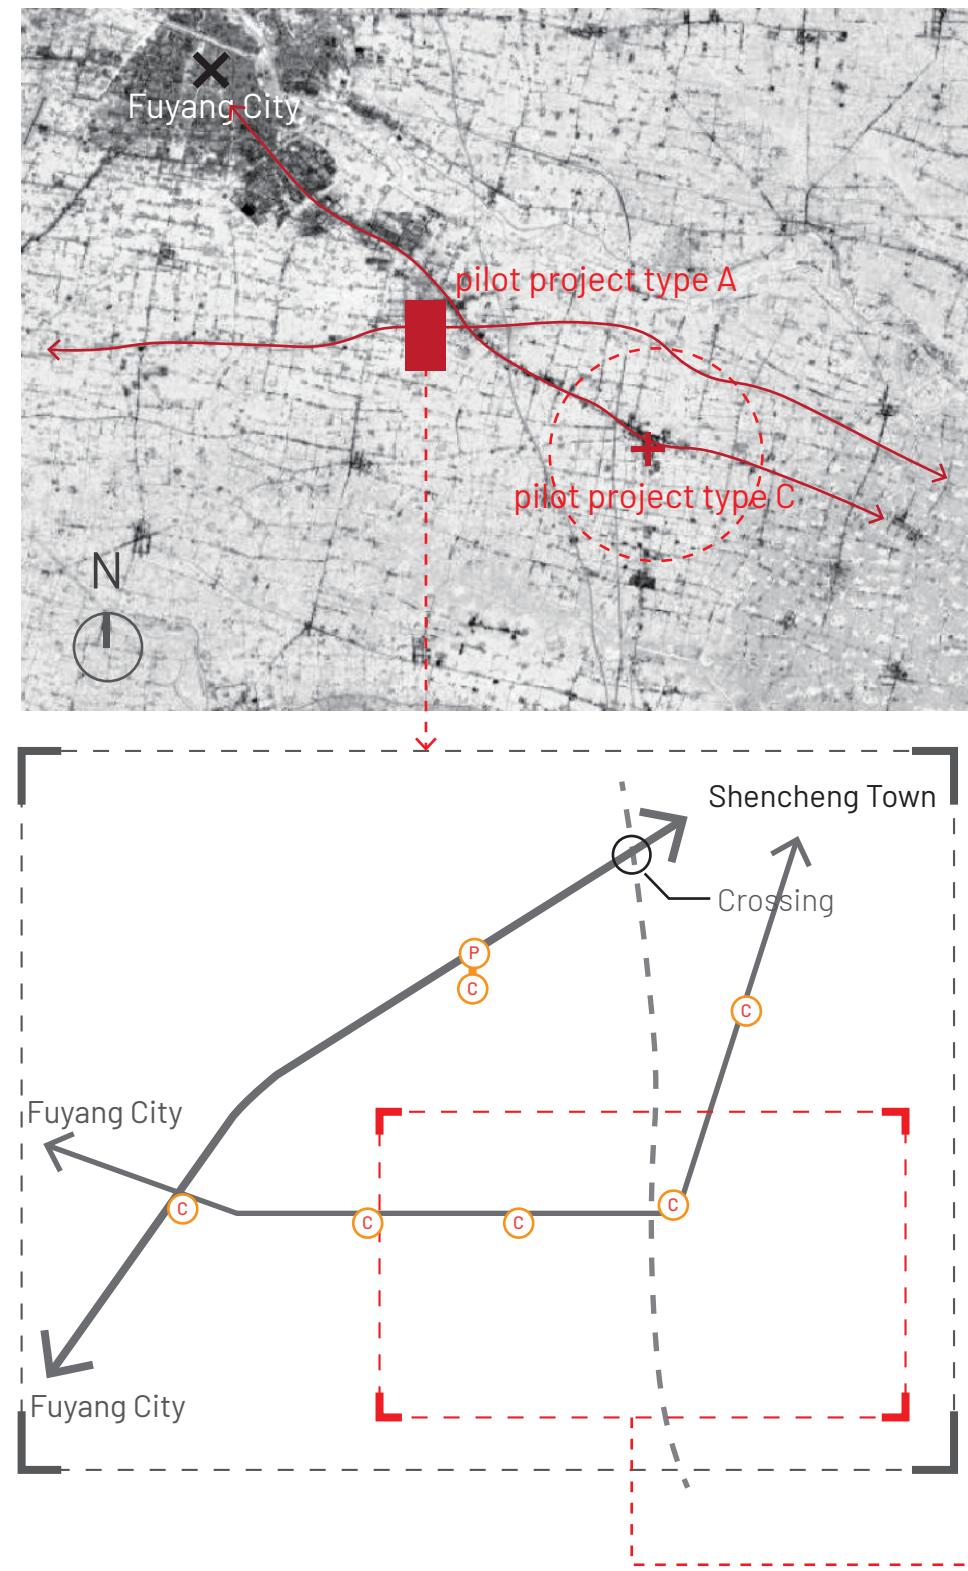 Fuyang City
pilot project type A
pilot project type C
N
Shencheng Town
Crossing
P
C
C
Fuyang City
C
C
C
C
Fuyang City